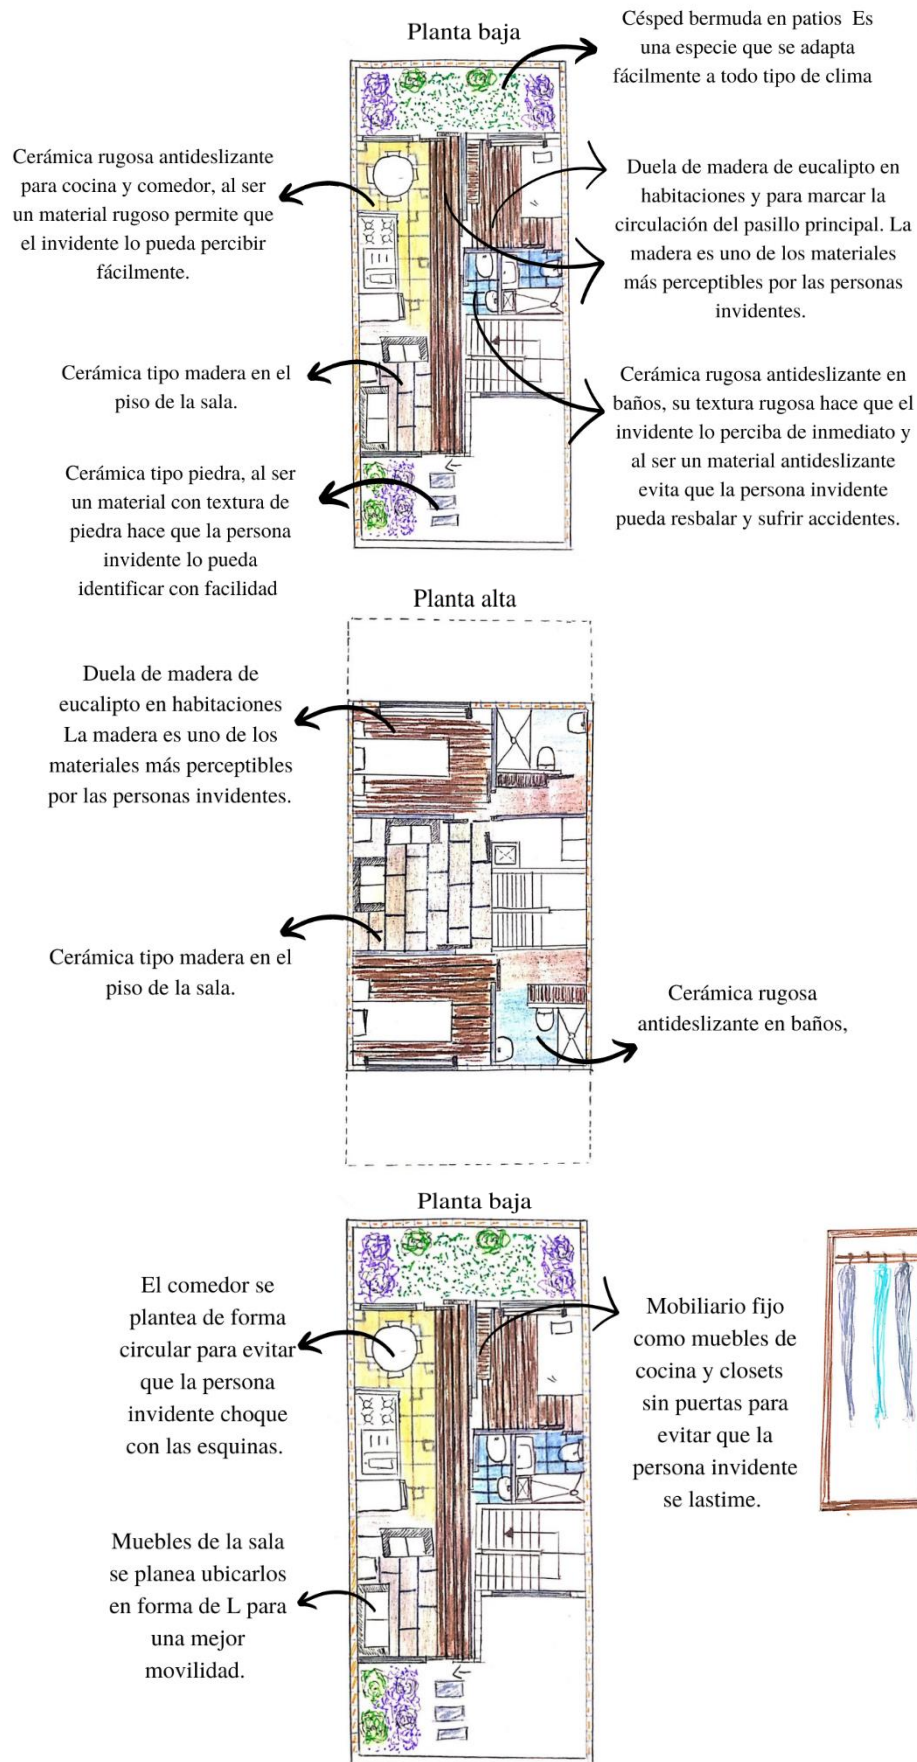 Planta baja
Césped bermuda en patios Es
una especie que se adapta
fácilmente a todo tipo de clima
Cerámica rugosa antideslizante
para cocina y comedor, al ser
un material rugoso permite que
el invidente lo pueda percibir
fácilmente.
Duela de madera de eucalipto en
habitaciones y para marcar la
circulación del pasillo principal. La
madera es uno de los materiales
más perceptibles por las personas
invidentes.
Cerámica tipo madera en el
piso de la sala.
Cerámica rugosa antideslizante en
baños, su textura rugosa hace que el
invidente lo perciba de inmediato y
al ser un material antideslizante
evita que la persona invidente
pueda resbalar y sufrir accidentes.
Cerámica tipo piedra, al ser
un material con textura de
piedra hace que la persona
invidente lo pueda
identificar con facilidad
Planta alta
Duela de madera de
eucalipto en habitaciones
La madera es uno de los
materiales más perceptibles
por las personas invidentes.
Cerámica tipo madera en el
piso de la sala.
Cerámica rugosa
antideslizante en baños,
Planta baja
El comedor se
plantea de forma
circular para evitar
que la persona
invidente choque
con las esquinas.
Mobiliario fijo
como muebles de
cocina y closets
sin puertas para
evitar que la
persona invidente
se lastime.
Muebles de la sala
se planea ubicarlos
en forma de L para
una mejor
movilidad.